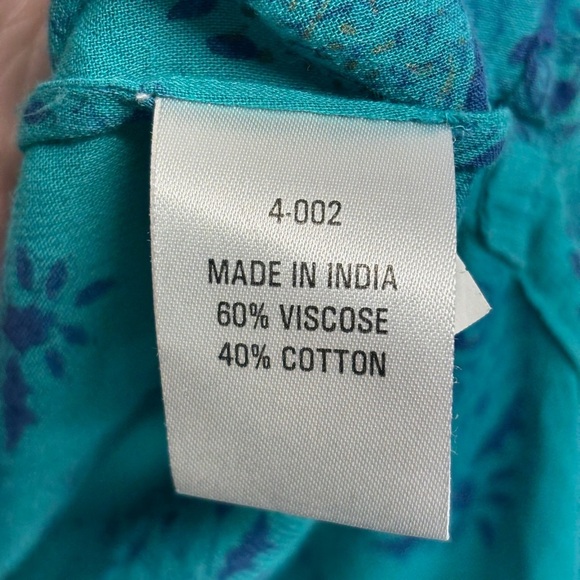 4-002
MADE IN INDIA
60% VISCOSE
40% COTTON